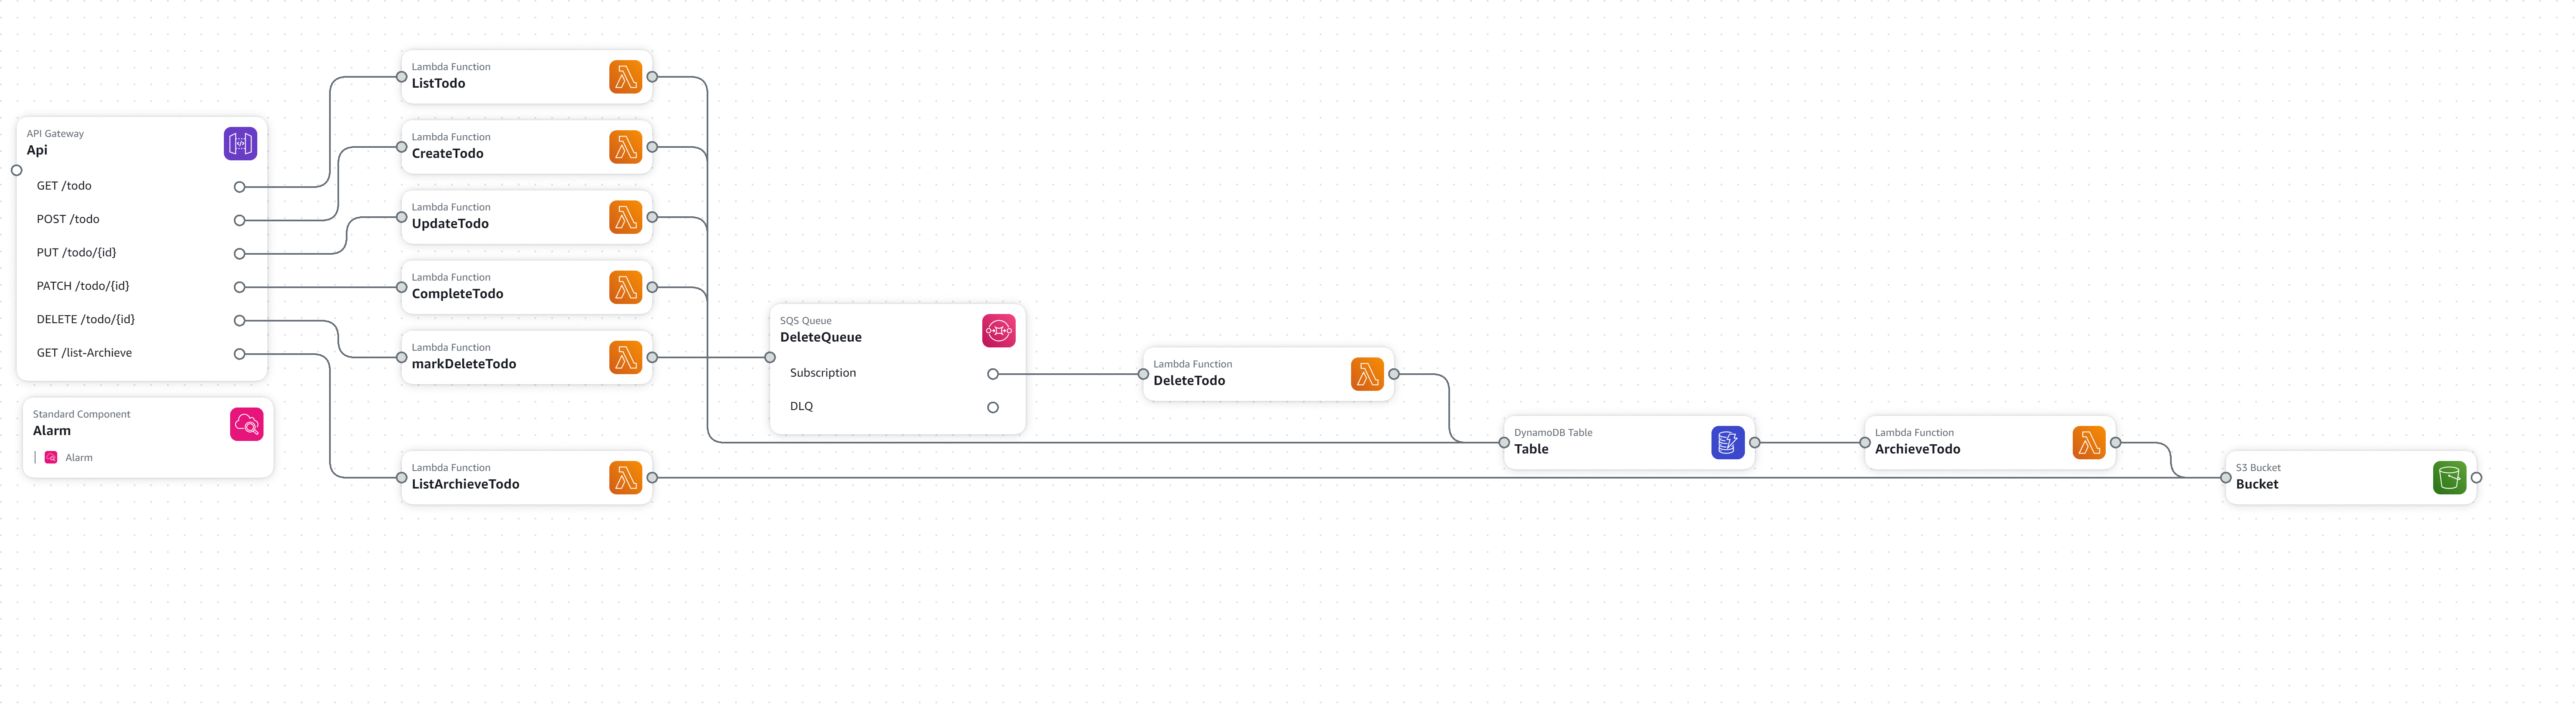 API Gateway
Api
GET /todo
POST /todo
PUT /todo/{id}
PATCH /todo/{id}
DELETE /todo/{id}
GET /list-Archieve
Standard Component
Alarm
Alarm
Lambda Function
ListTodo
Lambda Function
CreateTodo
Lambda Function
UpdateTodo
Lambda Function
CompleteTodo
Lambda Function
markDeleteTodo
Lambda Function
ListArchieveTodo
SQS Queue
DeleteQueue
Subscription
DLQ
Lambda Function
DeleteTodo
DynamoDB Table
Table
Lambda Function
ArchieveTodo
S3 Bucket
Bucket